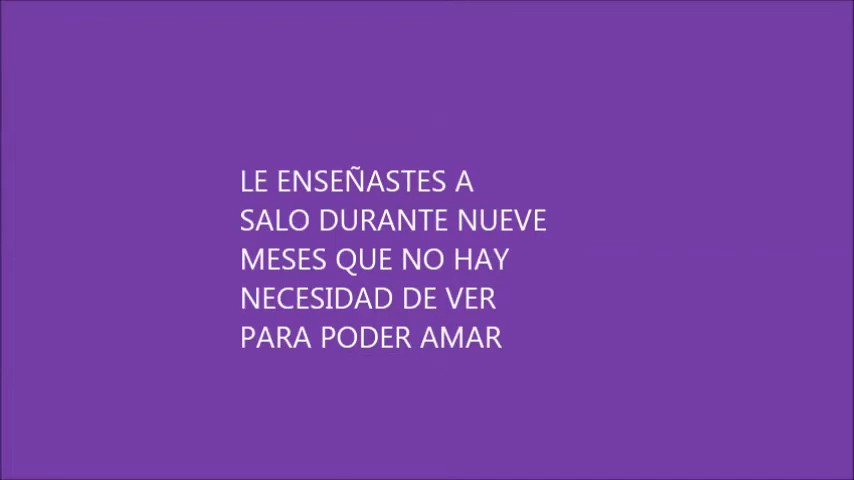 LE ENSEÑASTES A
SALO DURANTE NUEVE
MESES QUE NO HAY
NECESIDAD DE VER
PARA PODER AMAR